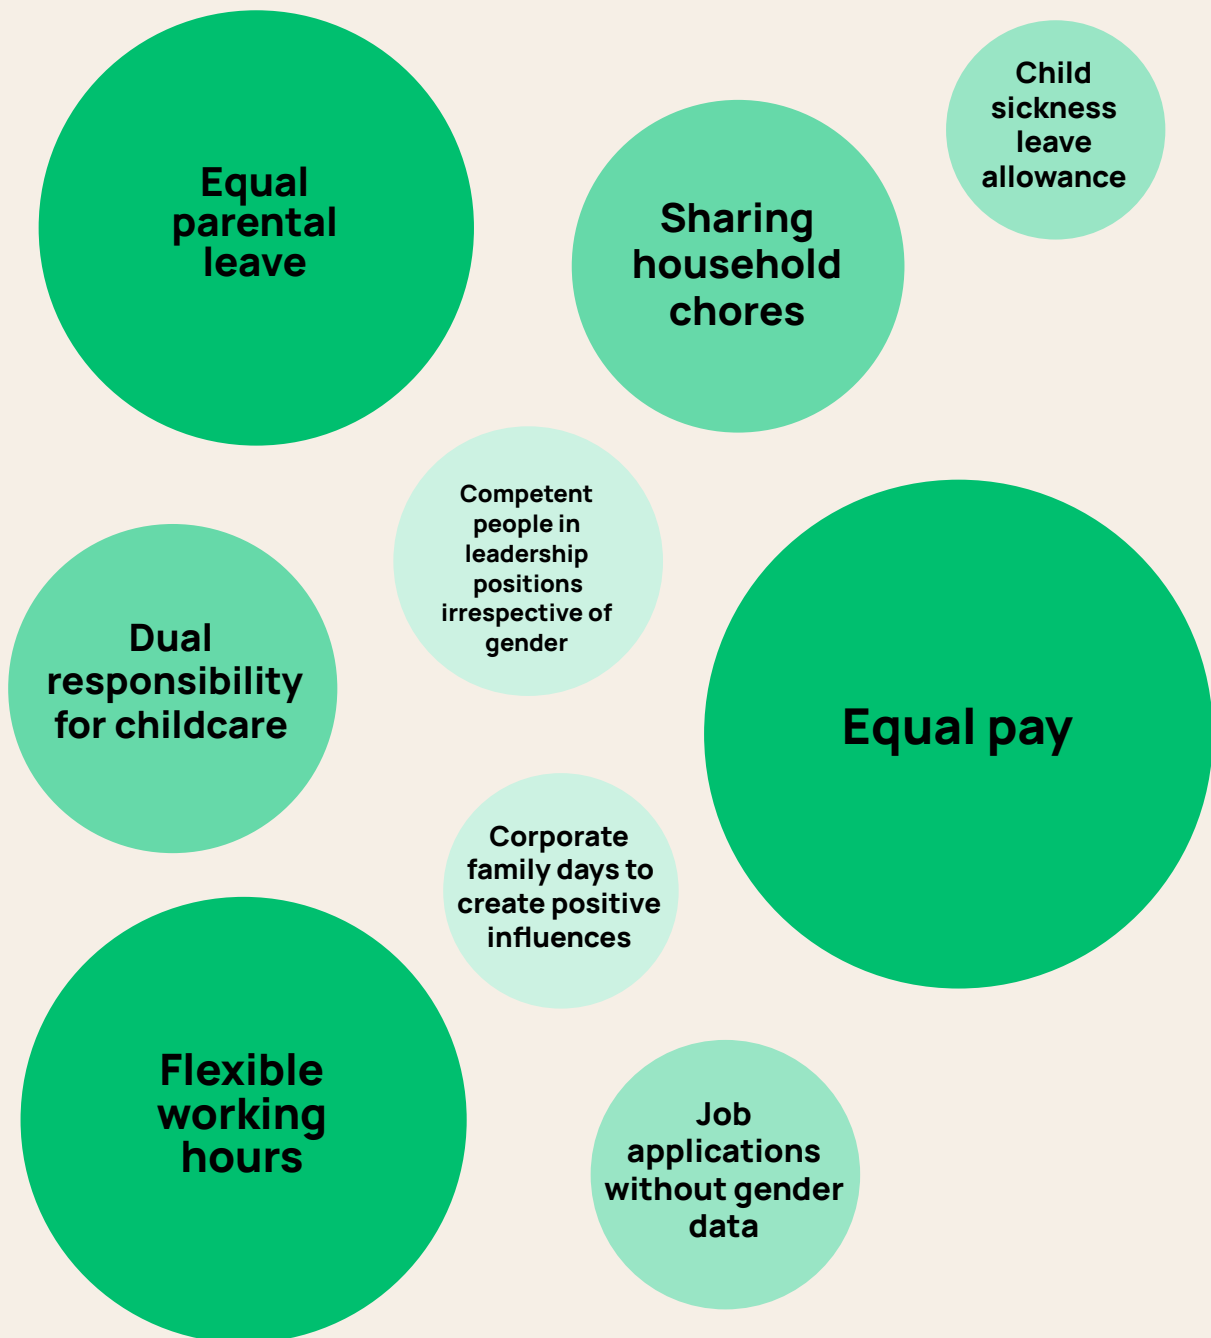 Equal
parental
leave
Sharing
household
chores
Child
sickness
leave
allowance
Competent
people in
leadership
positions
irrespective of
gender
Dual
responsibility
for childcare
Equal pay
Corporate
family days to
create positive
influences
Flexible
working
hours
Job
applications
without gender
data